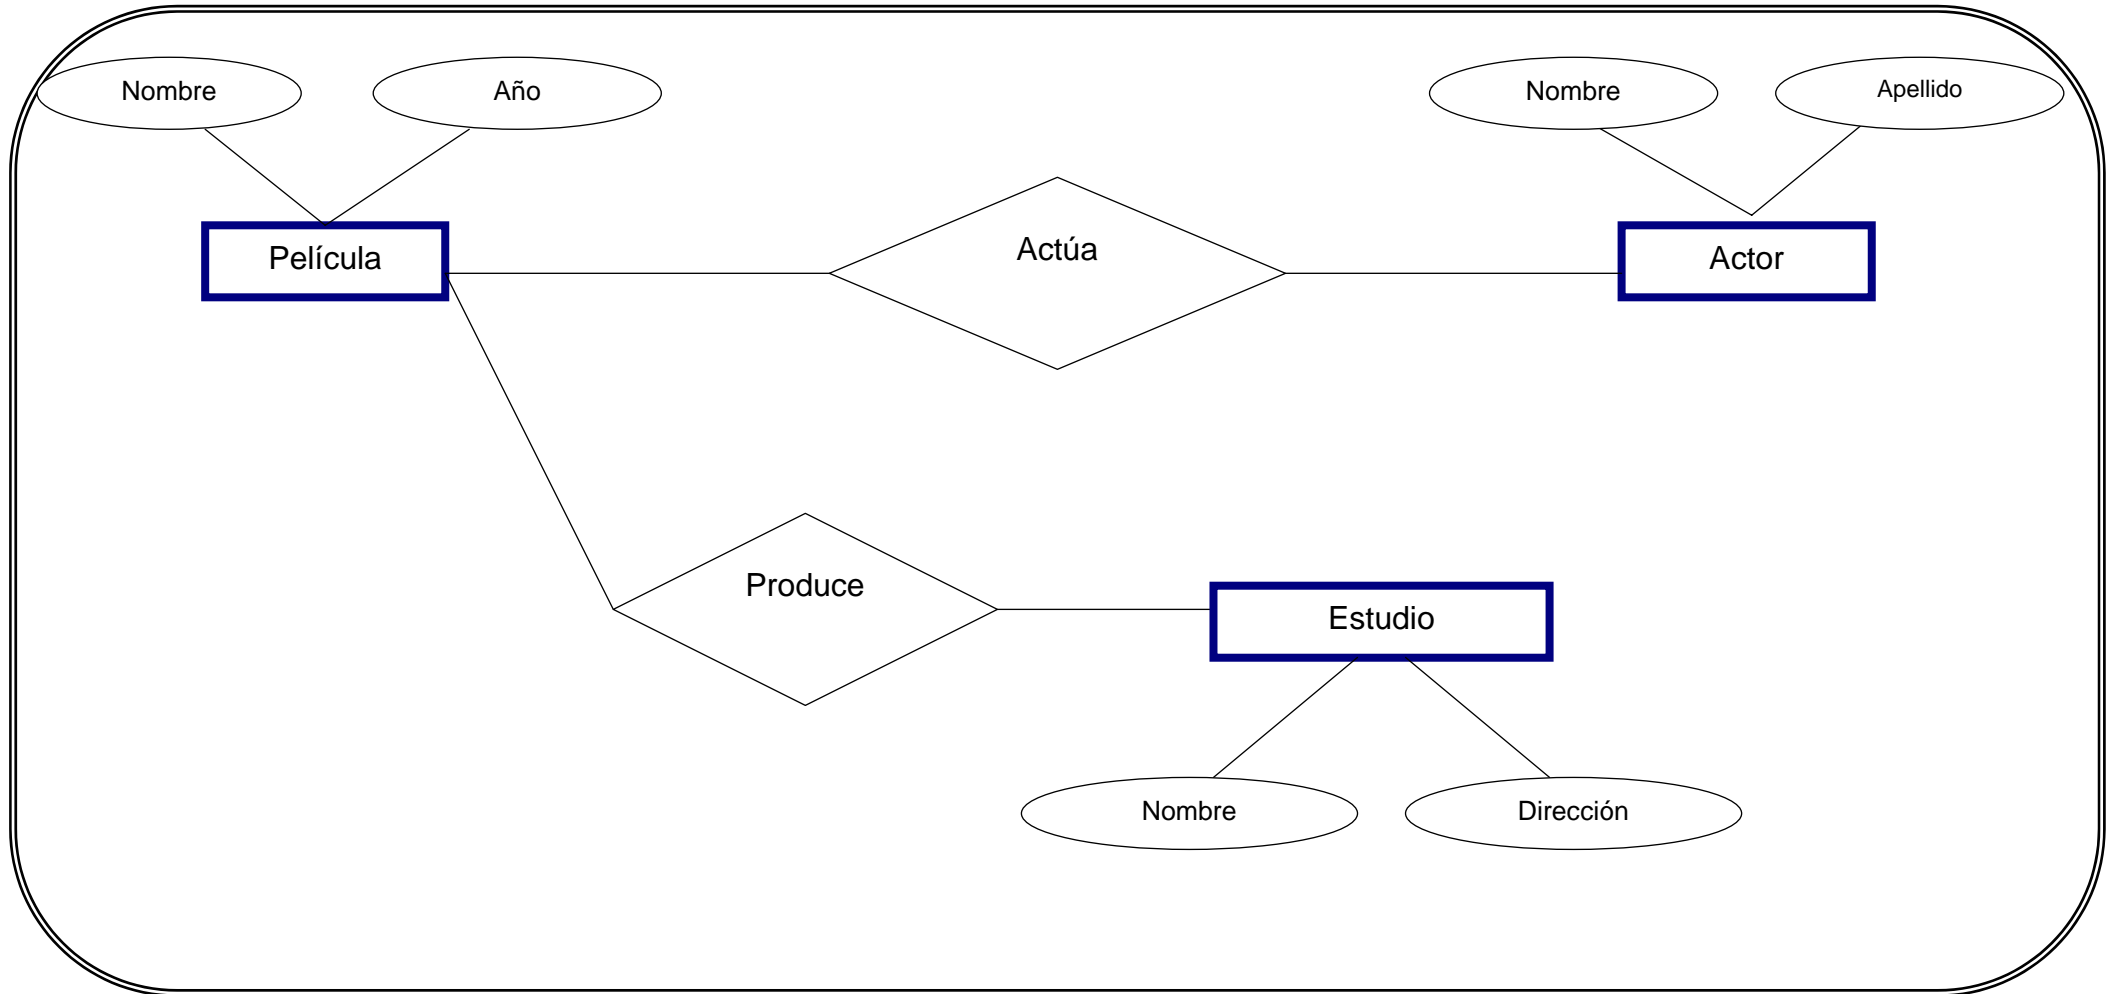 Nombre
Año
Nombre
Apellido
Película
Actúa
Actor
Produce
Estudio
Nombre
Dirección